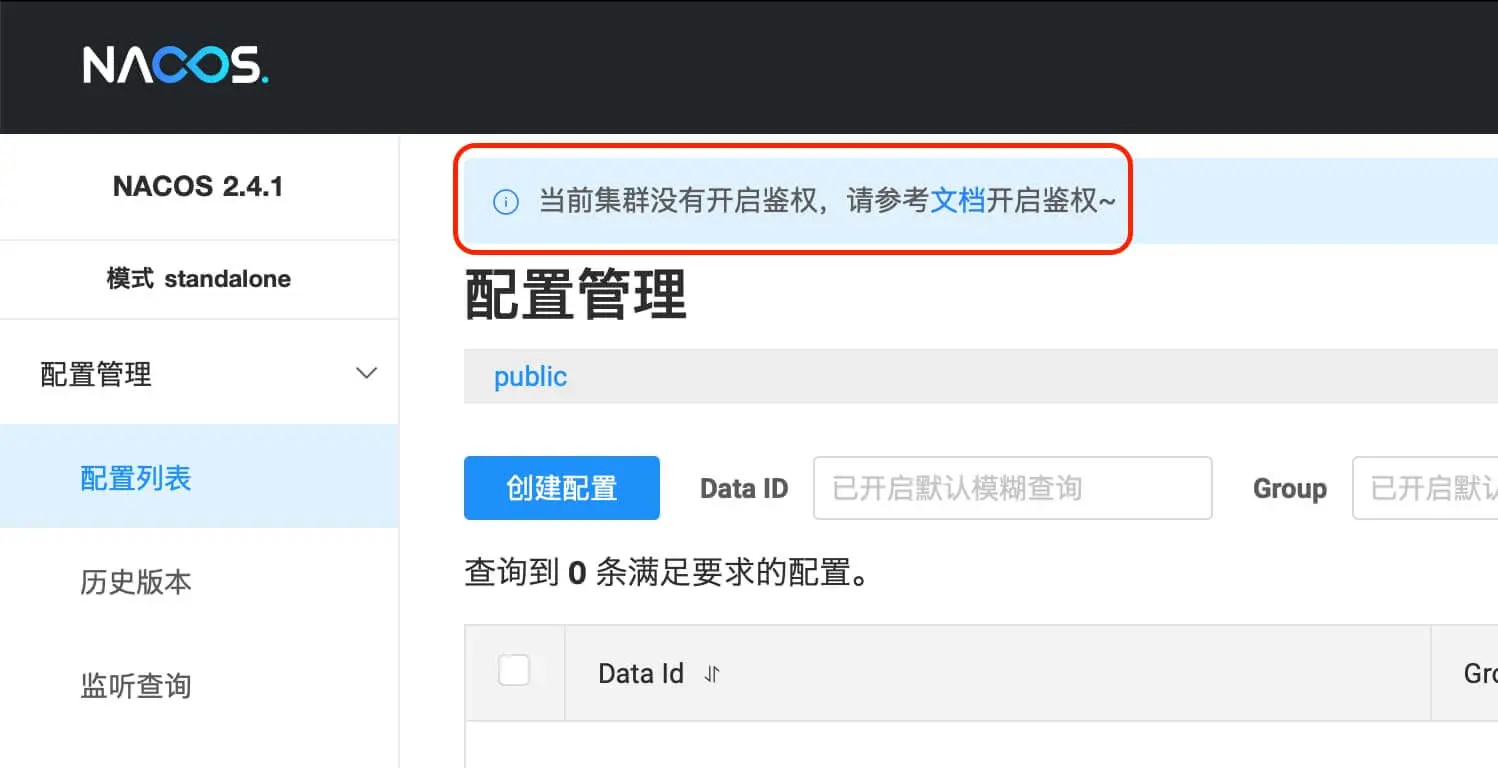 NACOS.
NACOS 2.4.1
模式 standalone
配置管理
配置列表
历史版本
监听查询
当前集群没有开启鉴权，请参考文档开启鉴权~
配置管理
public
创建配置 Data ID 已开启默认模糊查询 Group 已开启默认
查询到 0 条满足要求的配置。
Data Id Gro